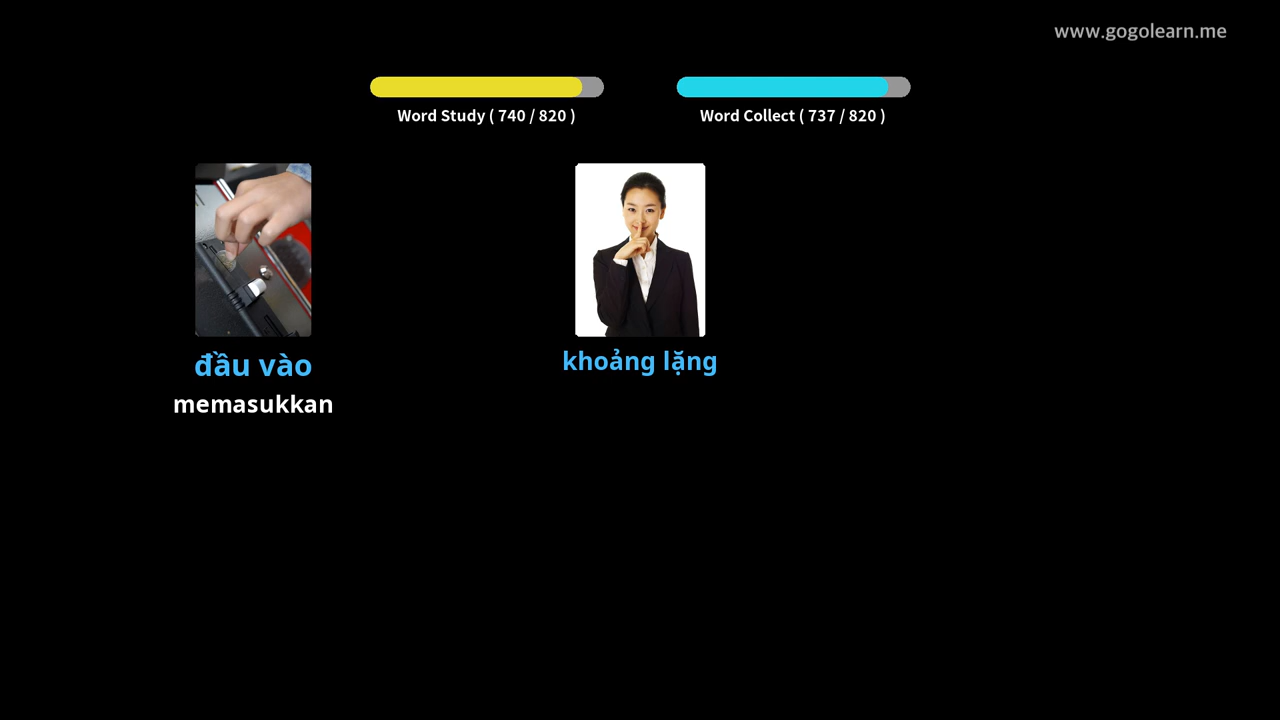 www.gogolearn.me
Word Study ( 740 / 820 )
Word Collect ( 737 / 820 )
đầu vào
memasukkan
khoảng lặng